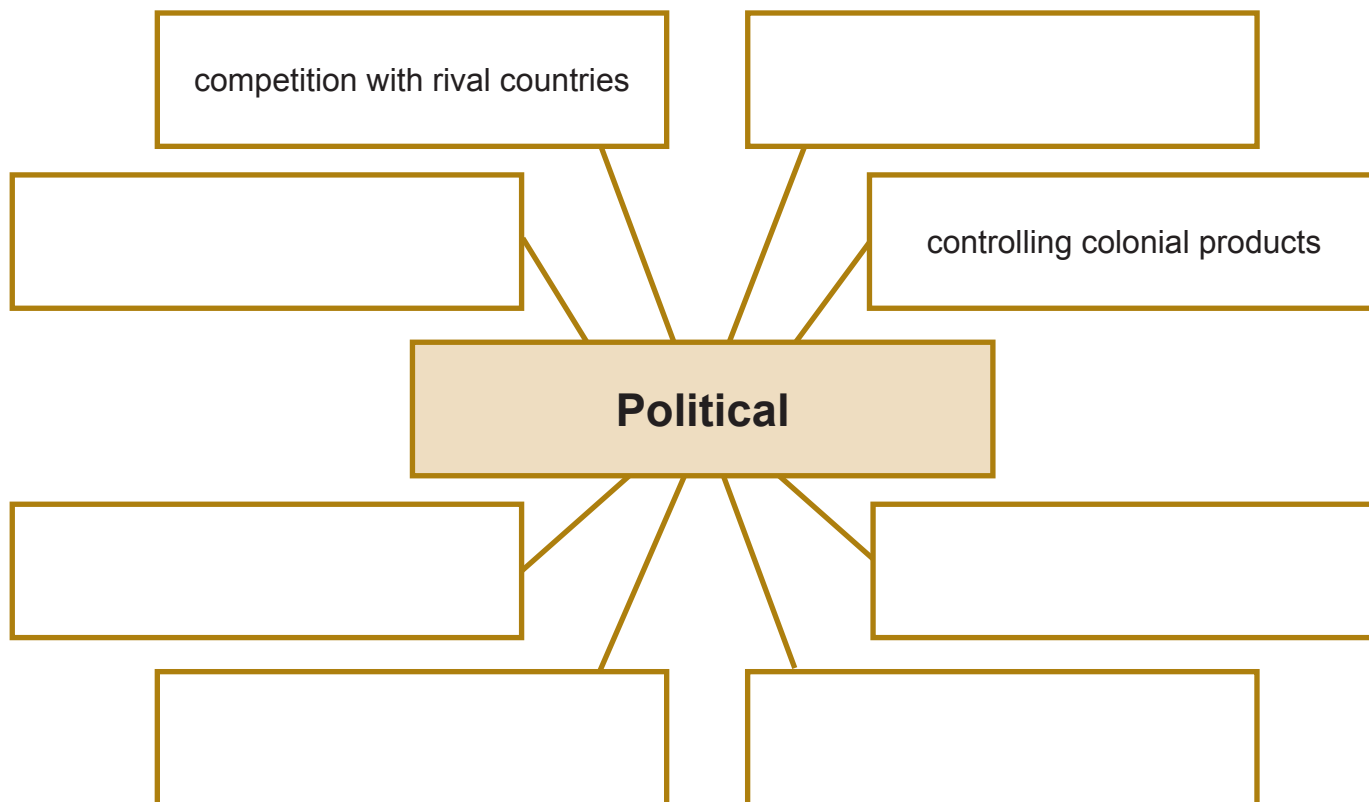 competition with rival countries
controlling colonial products
Political